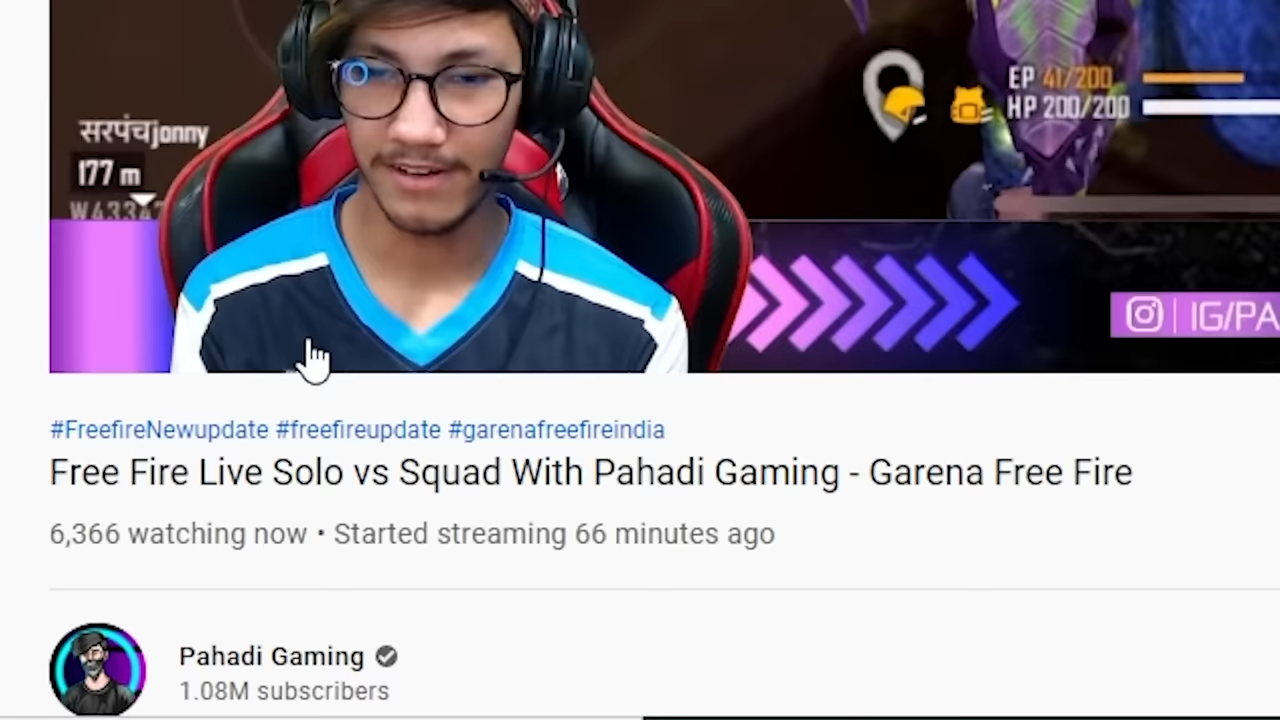 EP 41/200
HP 200/200
सरपंचjonny
177 m
IG/PA
#FreefireNewupdate #freefireupdate #garenafreefireindia
Free Fire Live Solo vs Squad With Pahadi Gaming - Garena Free Fire
6,366 watching now • Started streaming 66 minutes ago
Pahadi Gaming
1.08M subscribers